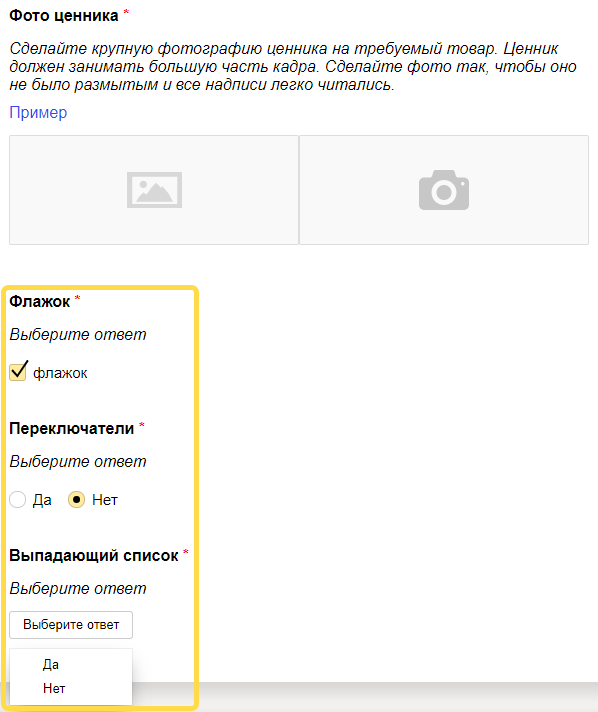 Фото ценника *
Сделайте крупную фотографию ценника на требуемый товар. Ценник
должен занимать большую часть кадра. Сделайте фото так, чтобы оно
не было размытым и все надписи легко читались.
Пример
Флажок *
Выберите ответ
флажок
Переключатели *
Выберите ответ
Да Нет
Выпадающий список *
Выберите ответ
Выберите ответ
Да
Нет